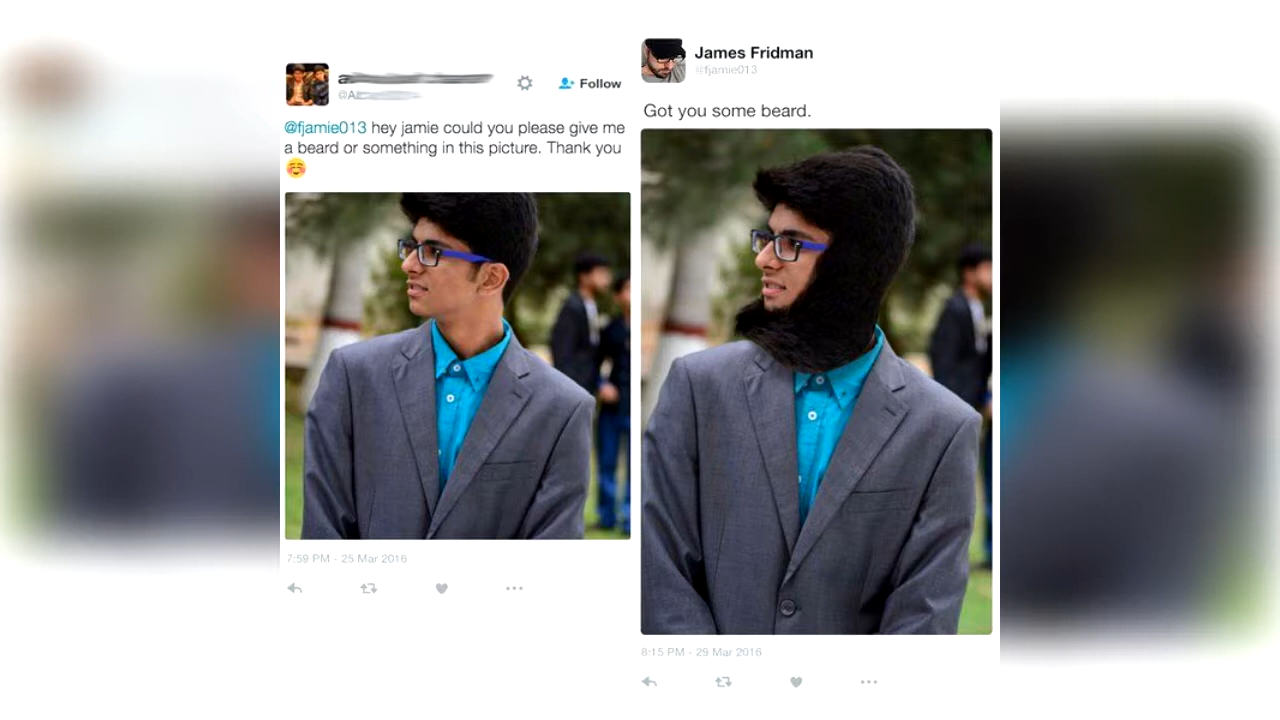 @A
Follow
@fjamie013 hey jamie could you please give me
a beard or something in this picture. Thank you
☺️
7:59 PM - 25 Mar 2016
James Fridman
@fjamie013
Got you some beard.
8:15 PM - 29 Mar 2016